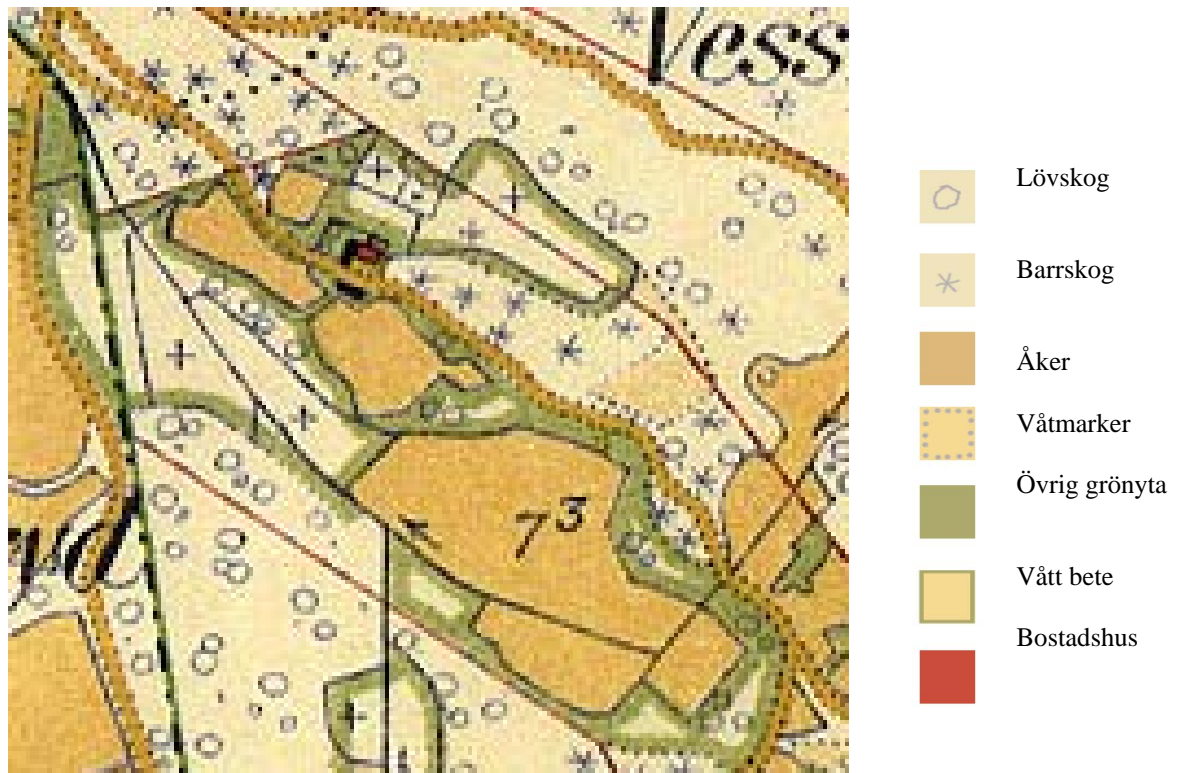 Vess
Lövskog
Barrskog
Åker
Våtmarker
Övrig grönyta
7³
Vått bete
Bostadshus